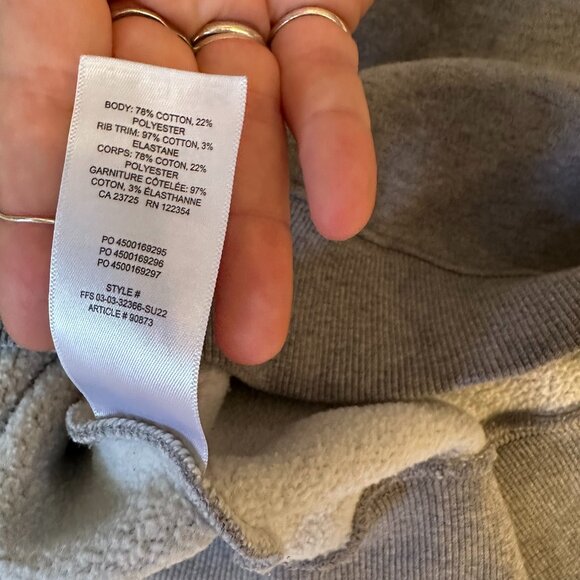 BODY: 78% COTTON, 22%
POLYESTER
RIB TRIM: 97% COTTON, 3%
ELASTANE
CORPS: 78% COTON, 22%
POLYESTER
GARNITURE CÔTELÉE: 97%
COTON, 3% ÉLASTHANNE
CA 23725 RN 122354
PO 4500169295
PO 4500169296
PO 4500169297
STYLE #
FFS 03-03-32366-SU22
ARTICLE # 90873